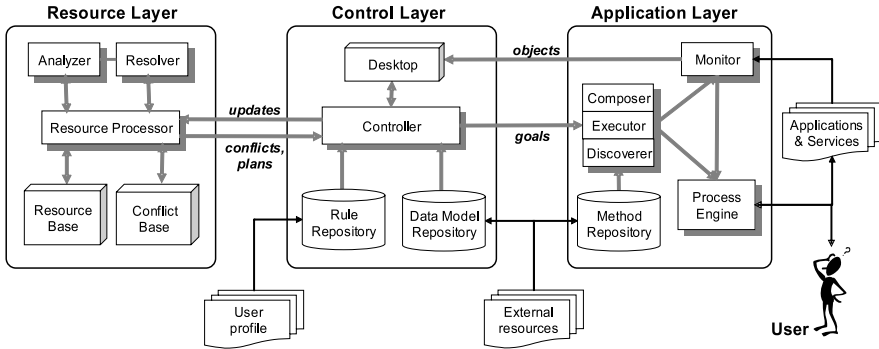 Resource Layer
Control Layer
Application Layer
Analyzer
Resolver
Desktop
objects
Monitor
updates
Composer
Resource Processor
Controller
Executor
goals
conflicts,
plans
Discoverer
Applications
& Services
Resource
Base
Conflict
Base
Rule
Repository
Data Model
Repository
Method
Repository
Process
Engine
?
User
profile
External
resources
User